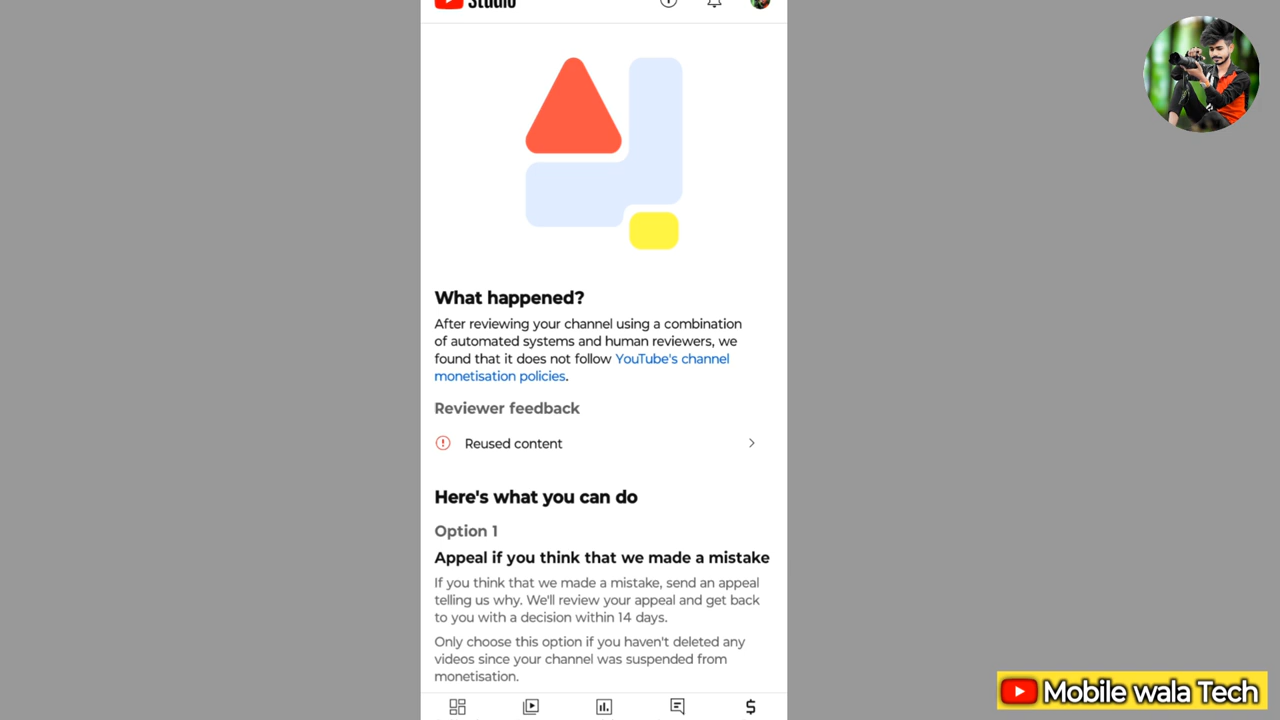 Studio
What happened?
After reviewing your channel using a combination
of automated systems and human reviewers, we
found that it does not follow YouTube's channel
monetisation policies.
Reviewer feedback
Reused content
Here's what you can do
Option 1
Appeal if you think that we made a mistake
If you think that we made a mistake, send an appeal
telling us why. We'll review your appeal and get back
to you with a decision within 14 days.
Only choose this option if you haven't deleted any
videos since your channel was suspended from
monetisation.
Mobile wala Tech